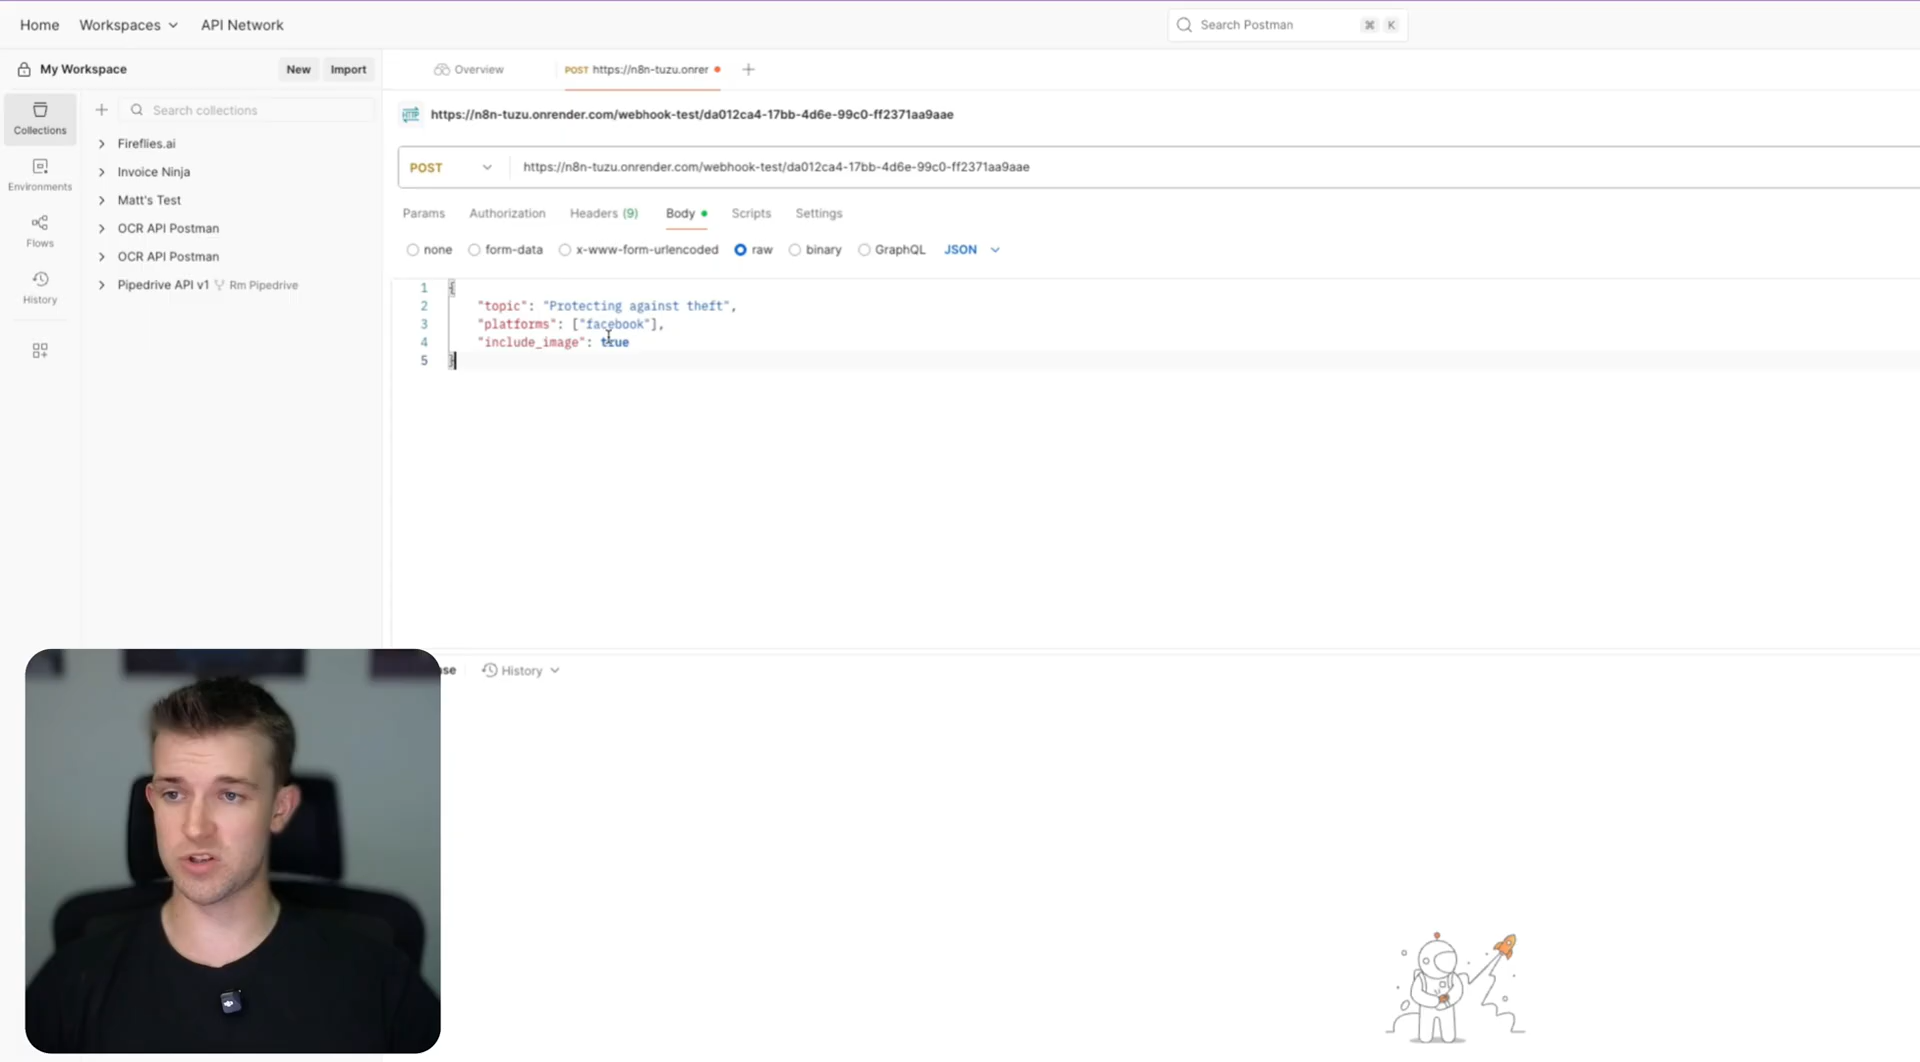 Home Workspaces API Network
Search Postman ⌘ K
My Workspace New Import
Overview POST https://n8n-tuzu.onrer
Search collections
Collections
Environments
Flows
History
Fireflies.ai
Invoice Ninja
Matt's Test
OCR API Postman
OCR API Postman
Pipedrive API v1 Rm Pipedrive
HTTP https://n8n-tuzu.onrender.com/webhook-test/da012ca4-17bb-4d6e-99c0-ff2371aa9aae
POST https://n8n-tuzu.onrender.com/webhook-test/da012ca4-17bb-4d6e-99c0-ff2371aa9aae
Params Authorization Headers (9) Body Scripts Settings
none form-data x-www-form-urlencoded raw binary GraphQL JSON
1 {
2 "topic": "Protecting against theft",
3 "platforms": ["facebook"],
4 "include_image": true
5 }
History